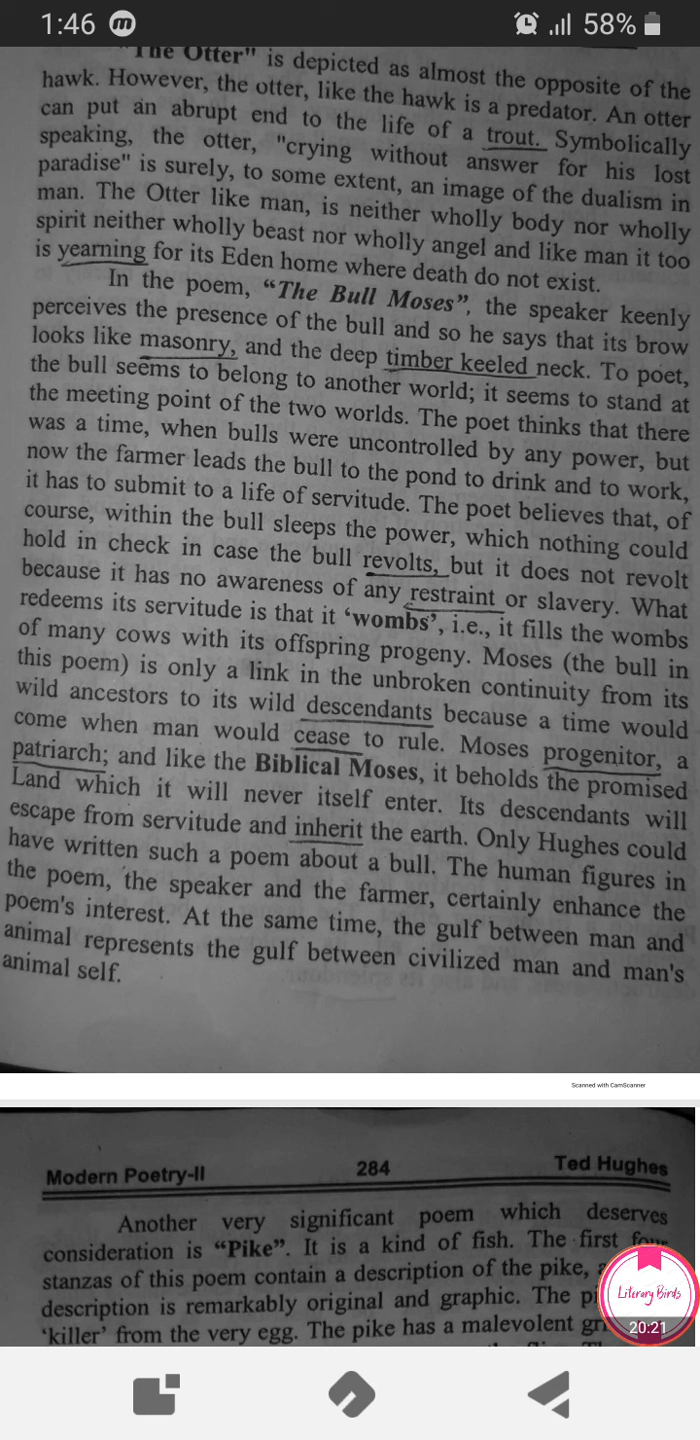 1:46 m 58%
"The Otter" is depicted as almost the opposite of the
hawk. However, the otter, like the hawk is a predator. An otter
can put an abrupt end to the life of a trout. Symbolically
speaking, the otter, "crying without answer for his lost
paradise" is surely, to some extent, an image of the dualism in
man. The Otter like man, is neither wholly body nor wholly
spirit neither wholly beast nor wholly angel and like man it too
is yearning for its Eden home where death do not exist.
In the poem, “The Bull Moses”, the speaker keenly
perceives the presence of the bull and so he says that its brow
looks like masonry, and the deep timber keeled neck. To poet,
the bull seems to belong to another world; it seems to stand at
the meeting point of the two worlds. The poet thinks that there
was a time, when bulls were uncontrolled by any power, but
now the farmer leads the bull to the pond to drink and to work,
it has to submit to a life of servitude. The poet believes that, of
course, within the bull sleeps the power, which nothing could
hold in check in case the bull revolts, but it does not revolt
because it has no awareness of any restraint or slavery. What
redeems its servitude is that it ‘wombs’, i.e., it fills the wombs
of many cows with its offspring progeny. Moses (the bull in
this poem) is only a link in the unbroken continuity from its
wild ancestors to its wild descendants because a time would
come when man would cease to rule. Moses progenitor, a
patriarch; and like the Biblical Moses, it beholds the promised
Land which it will never itself enter. Its descendants will
escape from servitude and inherit the earth. Only Hughes could
have written such a poem about a bull. The human figures in
the poem, the speaker and the farmer, certainly enhance the
poem's interest. At the same time, the gulf between man and
animal represents the gulf between civilized man and man's
animal self.
Scanned with CamScanner
Modern Poetry-II 284 Ted Hughes
Another very significant poem which deserves
consideration is “Pike”. It is a kind of fish. The first four
stanzas of this poem contain a description of the pike,
description is remarkably original and graphic. The
‘killer’ from the very egg. The pike has a malevolent
Literary Birds
20:21